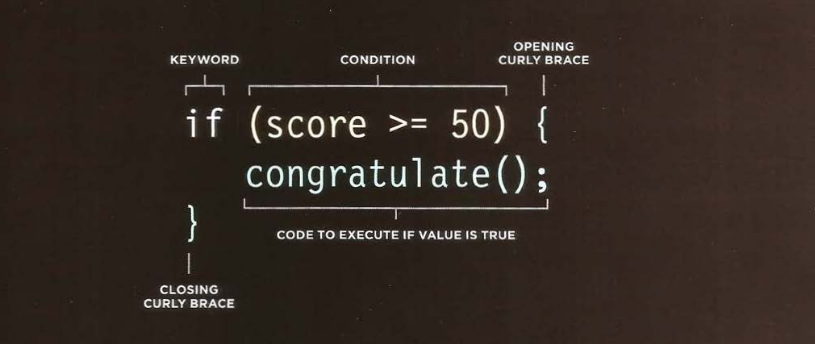 KEYWORD
CONDITION
OPENING
CURLY BRACE
if (score >= 50) {
congratulate();
}
CODE TO EXECUTE IF VALUE IS TRUE
CLOSING
CURLY BRACE